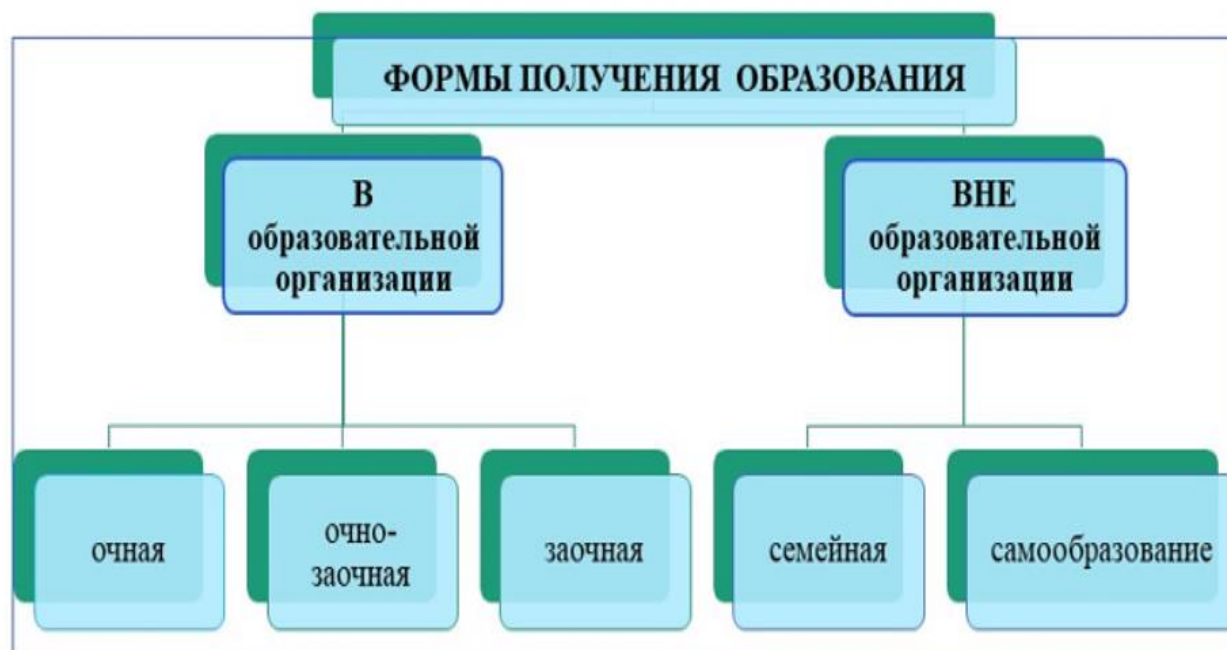 ФОРМЫ ПОЛУЧЕНИЯ ОБРАЗОВАНИЯ
В
образовательной
организации
ВНЕ
образовательной
организации
очная
очно-
заочная
заочная
семейная
самообразование